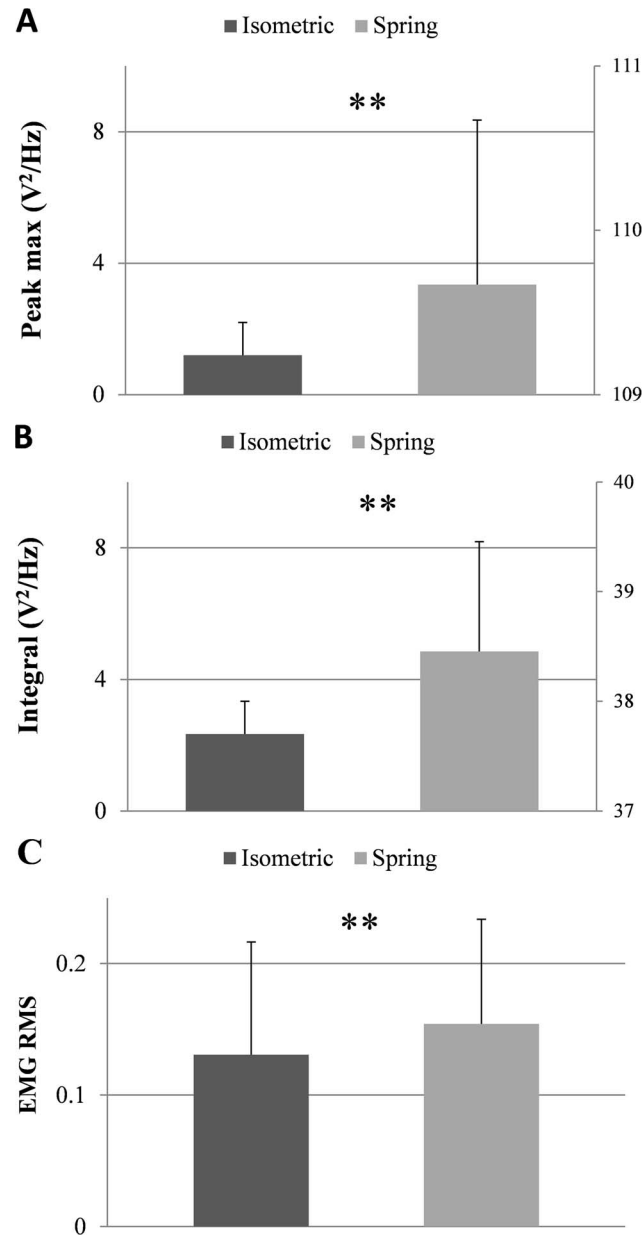 A
Isometric Spring
Peak max (V²/Hz)
8
4
0
**
111
110
109
B
Isometric Spring
Integral (V²/Hz)
8
4
0
**
40
39
38
37
C
Isometric Spring
EMG RMS
0.2
0.1
0
**